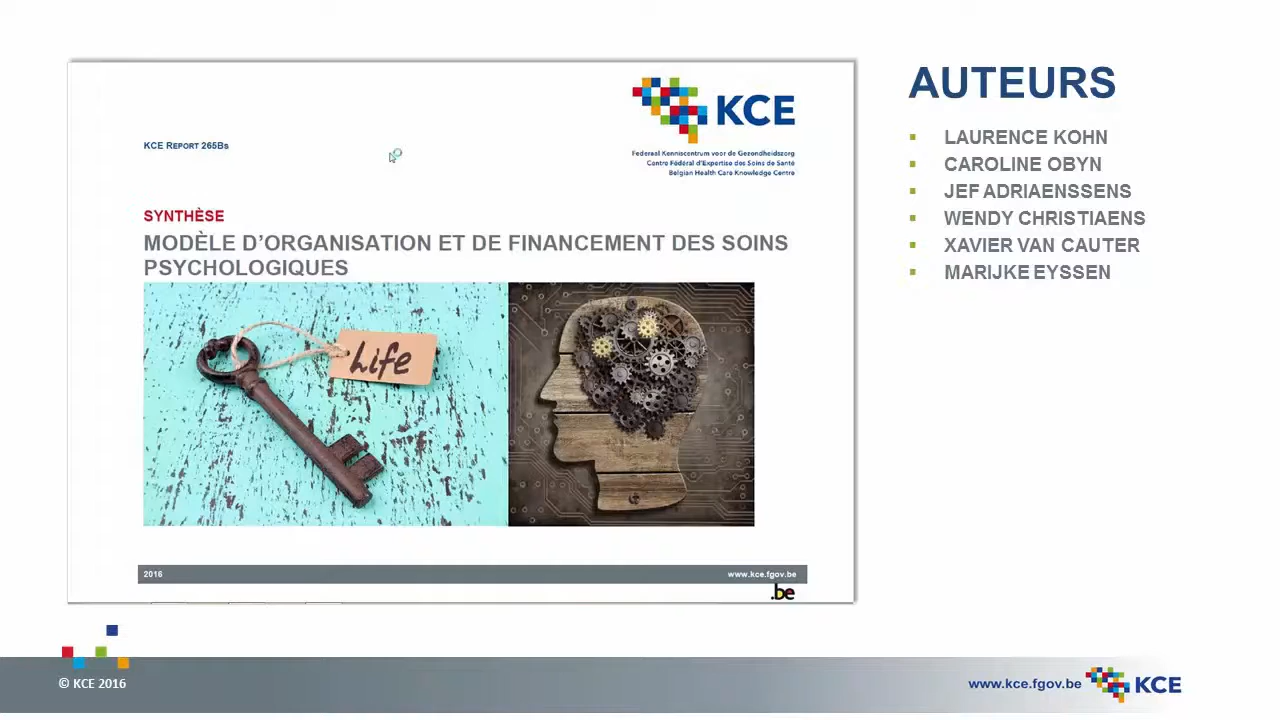 KCE
Federaal Kenniscentrum voor de Gezondheidszorg
Centre Fédéral d'Expertise des Soins de Santé
Belgian Health Care Knowledge Centre
KCE REPORT 265BS
SYNTHÈSE
MODÈLE D'ORGANISATION ET DE FINANCEMENT DES SOINS
PSYCHOLOGIQUES
Life
2016
www.kce.fgov.be
.be
AUTEURS
LAURENCE KOHN
CAROLINE OBYN
JEF ADRIAENSSENS
WENDY CHRISTIAENS
XAVIER VAN CAUTER
MARIJKE EYSSEN
© KCE 2016
www.kce.fgov.be
KCE